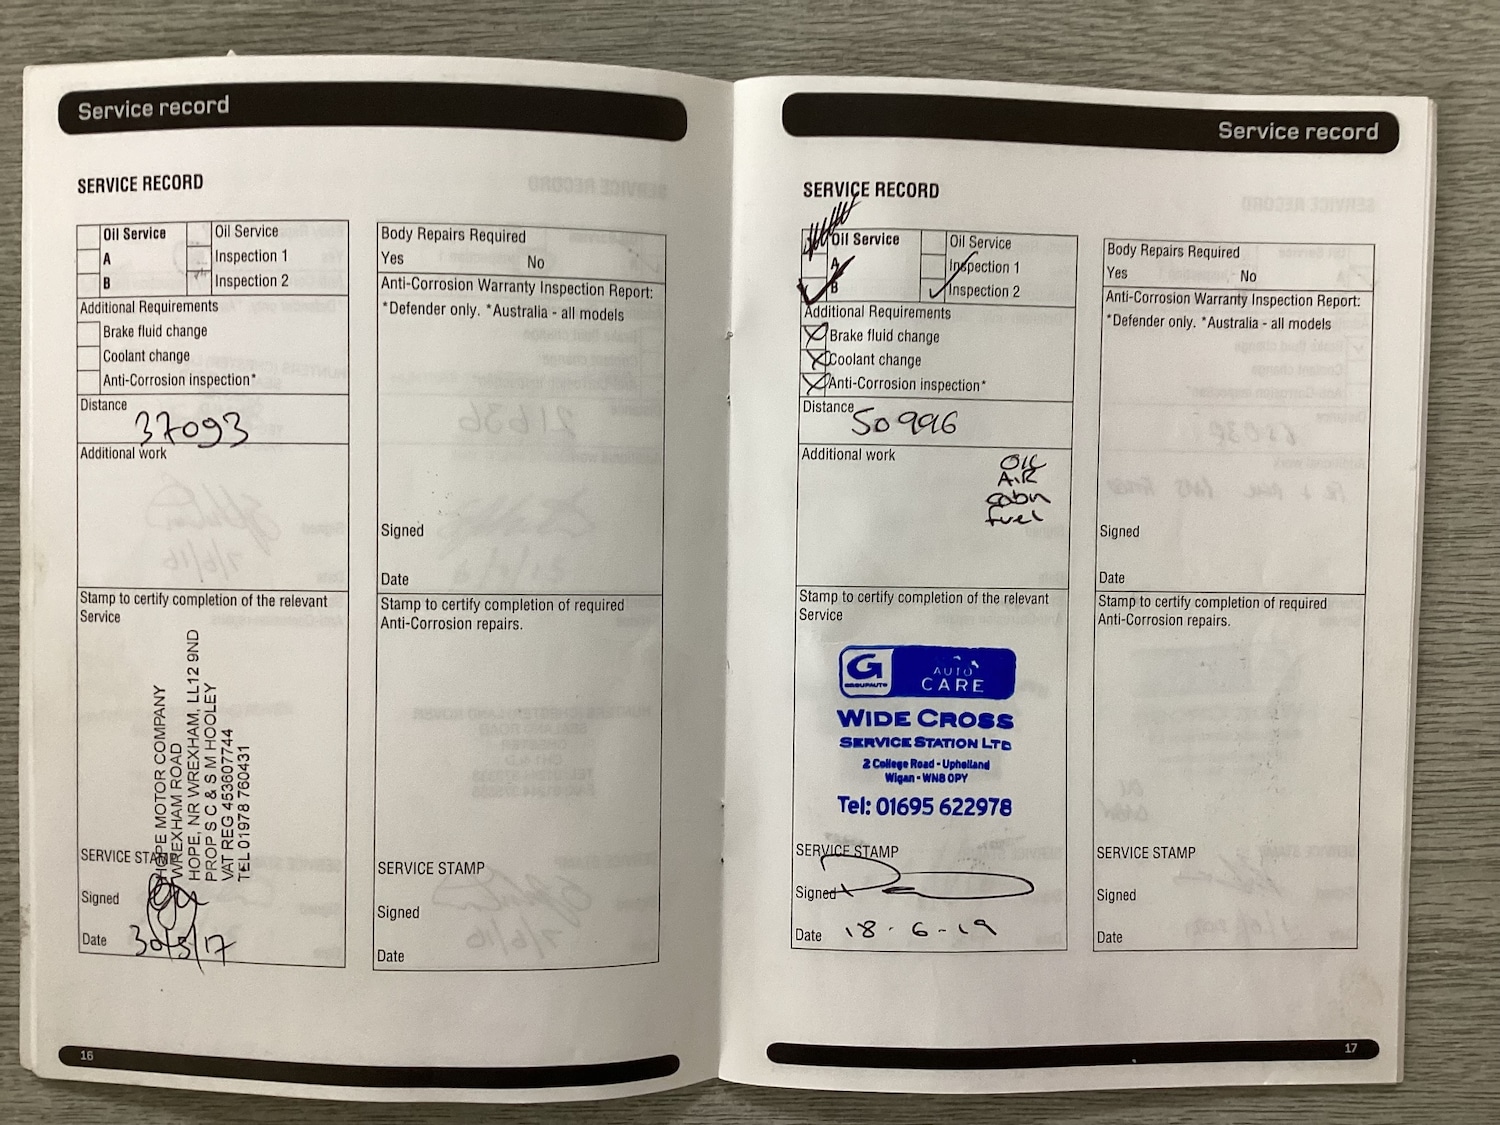 Service record
SERVICE RECORD
Oil Service
Oil Service
A
Inspection 1
B
Inspection 2
Additional Requirements
Brake fluid change
Coolant change
Anti-Corrosion inspection*
Distance
37093
Additional work
Stamp to certify completion of the relevant
Service
HOPE MOTOR COMPANY
WREXHAM ROAD
HOPE, NR WREXHAM, LL12 9ND
PROPS C & S M HOOLEY
VAT REG 453607744
TEL 01978 760431
SERVICE STAMP
Signed
Date 30/5/17
Body Repairs Required
Yes No
Anti-Corrosion Warranty Inspection Report:
*Defender only. *Australia - all models
Signed
Date
Stamp to certify completion of required
Anti-Corrosion repairs.
SERVICE STAMP
Signed
Date
16
Service record
SERVICE RECORD
Oil Service
Oil Service
A
Inspection 1
B
Inspection 2
Additional Requirements
Brake fluid change
Coolant change
Anti-Corrosion inspection*
Distance
50996
Additional work
OIL
AIR
cabin
fuel
Stamp to certify completion of the relevant
Service
G
GROUPAUTO
AUTO
CARE
WIDE CROSS
SERVICE STATION LTD
2 College Road - Upholland
Wigan - WN8 0PY
Tel: 01695 622978
SERVICE STAMP
Signed
Date 18-6-19
Body Repairs Required
Yes No
Anti-Corrosion Warranty Inspection Report:
*Defender only. *Australia - all models
Signed
Date
Stamp to certify completion of required
Anti-Corrosion repairs.
SERVICE STAMP
Signed
Date
17